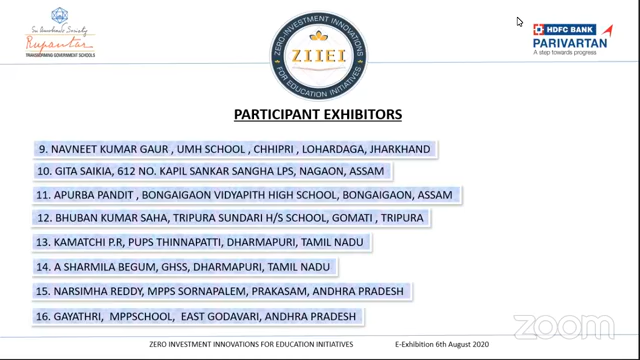 Sri Aurobindo Society
Rupantar
TRANSFORMING GOVERNMENT SCHOOLS
ZERO-INVESTMENT INNOVATIONS
ZIIEI
FOR EDUCATION INITIATIVES
HDFC BANK
PARIVARTAN
A step towards progress
PARTICIPANT EXHIBITORS
9. NAVNEET KUMAR GAUR , UMH SCHOOL , CHHIPRI , LOHARDAGA, JHARKHAND
10. GITA SAIKIA, 612 NO. KAPIL SANKAR SANGHA LPS, NAGAON, ASSAM
11. APURBA PANDIT , BONGAIGAON VIDYAPITH HIGH SCHOOL, BONGAIGAON, ASSAM
12. BHUBAN KUMAR SAHA, TRIPURA SUNDARI H/S SCHOOL, GOMATI , TRIPURA
13. KAMATCHI P.R, PUPS THINNAPATTI, DHARMAPURI, TAMIL NADU
14. A SHARMILA BEGUM, GHSS, DHARMAPURI, TAMIL NADU
15. NARSIMHA REDDY, MPPS SORNAPALEM, PRAKASAM, ANDHRA PRADESH
16. GAYATHRI, MPPSCHOOL, EAST GODAVARI, ANDHRA PRADESH
zoom
ZERO INVESTMENT INNOVATIONS FOR EDUCATION INITIATIVES E-Exhibition 6th August 2020